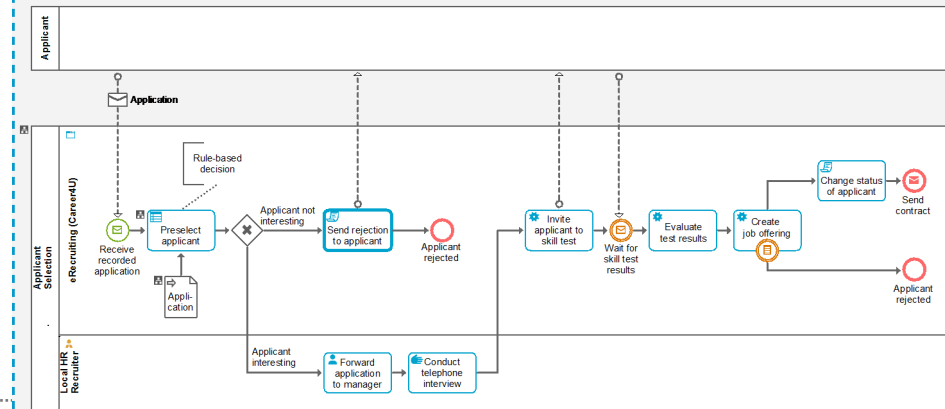 Applicant
Application
Applicant
Selection
eRecruiting (Career4U)
Rule-based
decision
Receive
recorded
application
Preselect
applicant
Appli-
cation
Applicant not
interesting
Send rejection
to applicant
Applicant
rejected
Invite
applicant to
skill test
Wait for
skill test
results
Evaluate
test results
Create
job offering
Change status
of applicant
Send
contract
Applicant
rejected
Local HR
Recruiter
Applicant
interesting
Forward
application
to manager
Conduct
telephone
interview